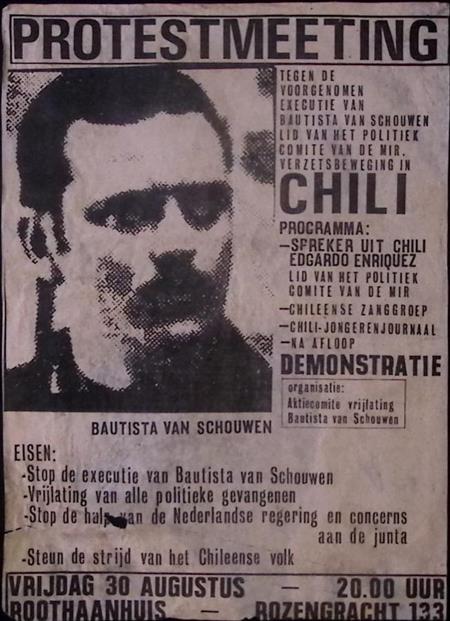 PROTESTMEETING
TEGEN DE
VOORGENOMEN
EXECUTIE VAN
BAUTISTA VAN SCHOUWEN
LID VAN HET POLITIEK
COMITE VAN DE MIR.
VERZETSBEWEGING IN
CHILI
PROGRAMMA:
—SPREKER UIT CHILI
EDGARDO ENRIQUEZ
LID VAN HET POLITIEK
COMITE VAN DE MIR
—CHILEENSE ZANGGROEP
—CHILI-JONGERENJOURNAAL
—NA AFLOOP
DEMONSTRATIE
organisatie:
Aktiecomite vrijlating
Bautista van Schouwen
BAUTISTA VAN SCHOUWEN
EISEN:
-Stop de executie van Bautista van Schouwen
-Vrijlating van alle politieke gevangenen
-Stop de hulp van de Nederlandse regering en concerns
aan de junta
-Steun de strijd van het Chileense volk
VRIJDAG 30 AUGUSTUS — 20.00 UUR
ROOTHAANHUIS — ROZENGRACHT 133